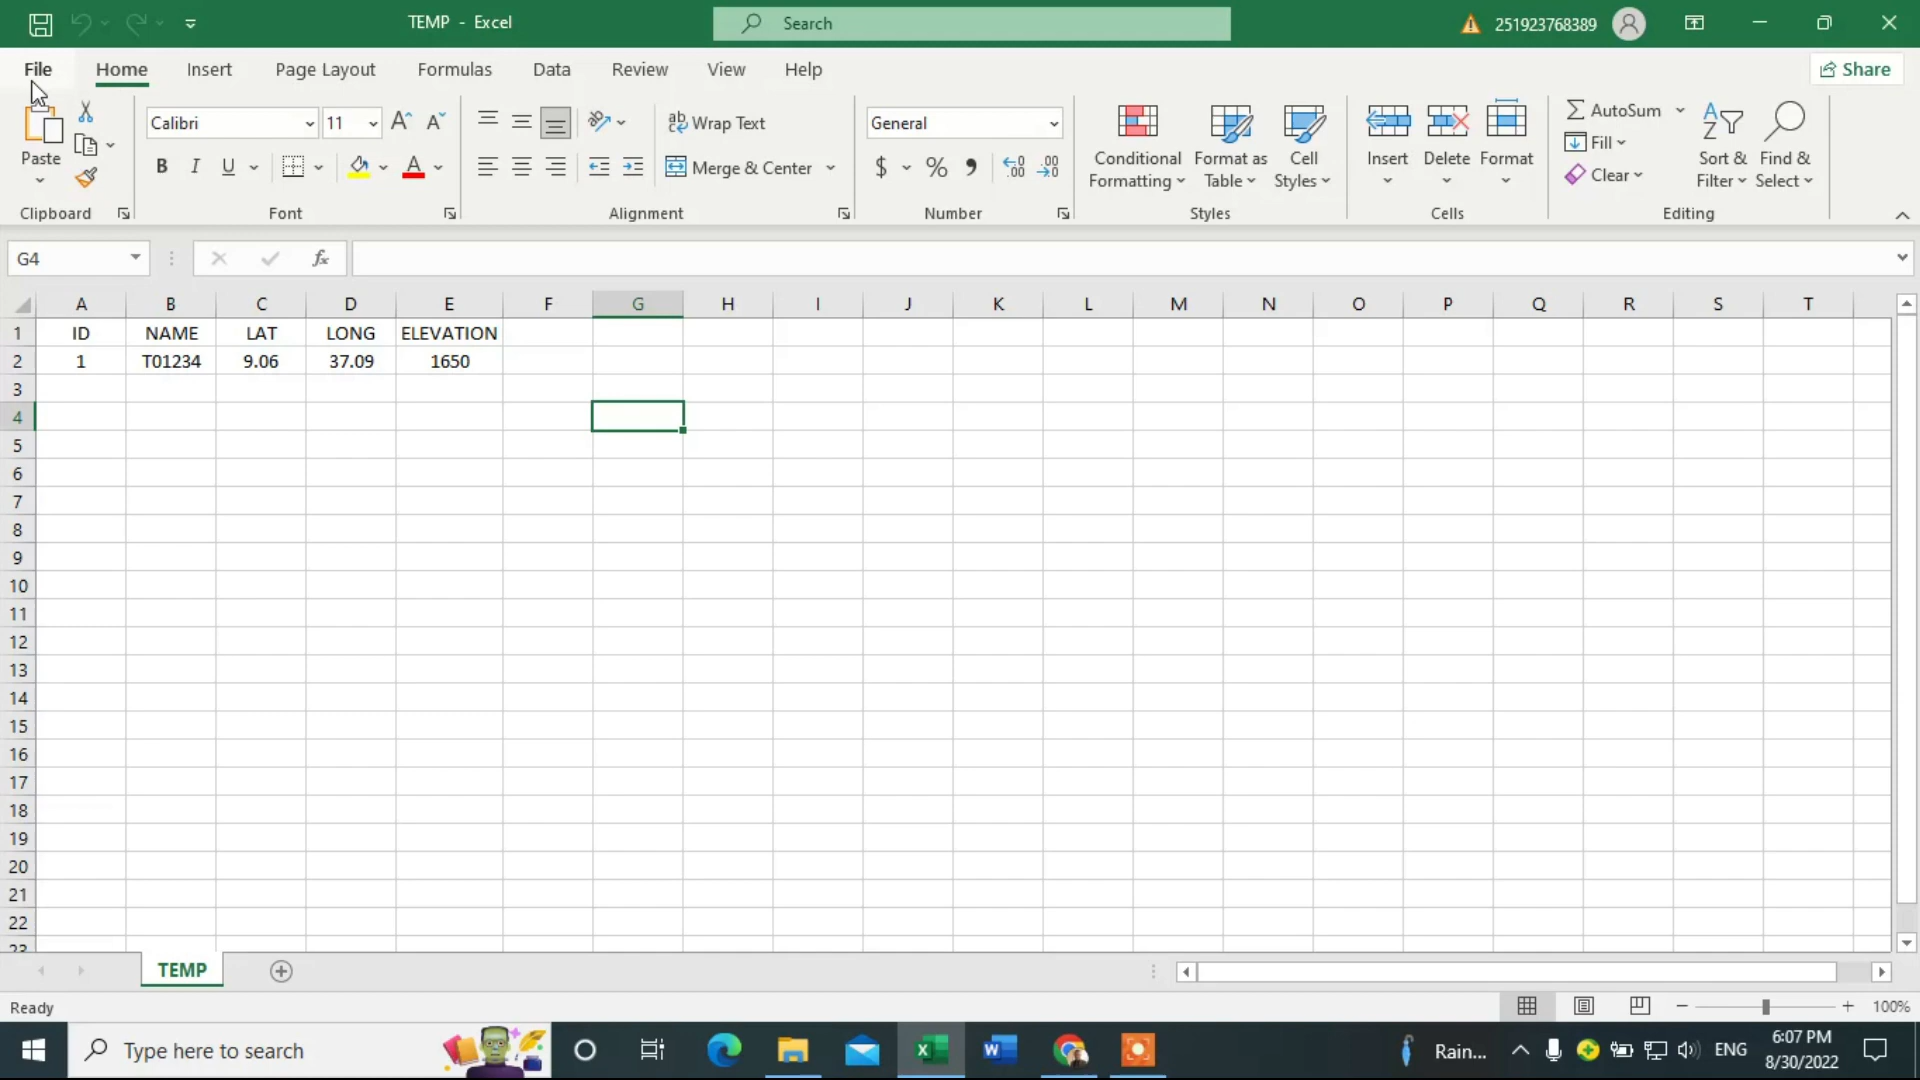 TEMP - Excel
Search
251923768389
File Home Insert Page Layout Formulas Data Review View Help
Share
Calibri 11
Wrap Text
General
AutoSum
Fill
Clear
Paste
B I U
Merge & Center
$ % 9
Conditional Formatting
Format as Table
Cell Styles
Insert
Delete
Format
Sort & Filter
Find & Select
Clipboard Font Alignment Number Styles Cells Editing
G4
fx
A B C D E F G H I J K L M N O P Q R S T
1 ID NAME LAT LONG ELEVATION
2 1 T01234 9.06 37.09 1650
3
4
5
6
7
8
9
10
11
12
13
14
15
16
17
18
19
20
21
22
23
TEMP
Ready
100%
Type here to search
Rain...
ENG
6:07 PM
8/30/2022